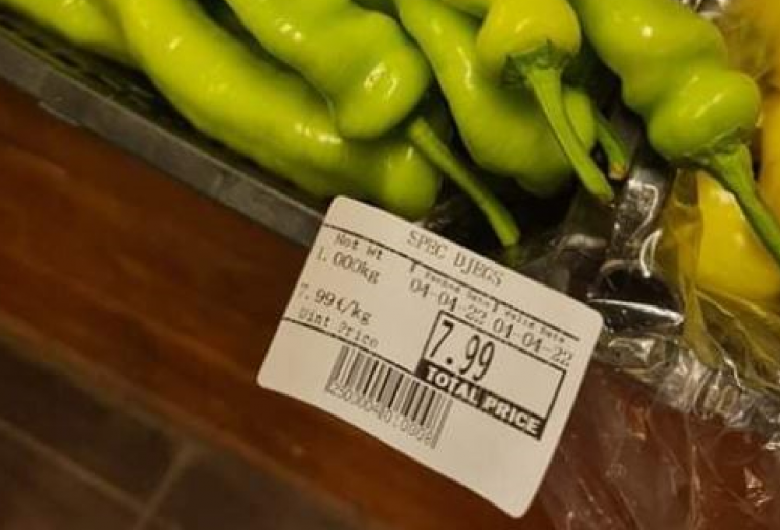 SPEC DJEGS
Net Wt
1.000kg
Packed Date
Valid Date
04-04-22
04-04-22
7.99€/kg
Uint Price
7.99
TOTAL PRICE